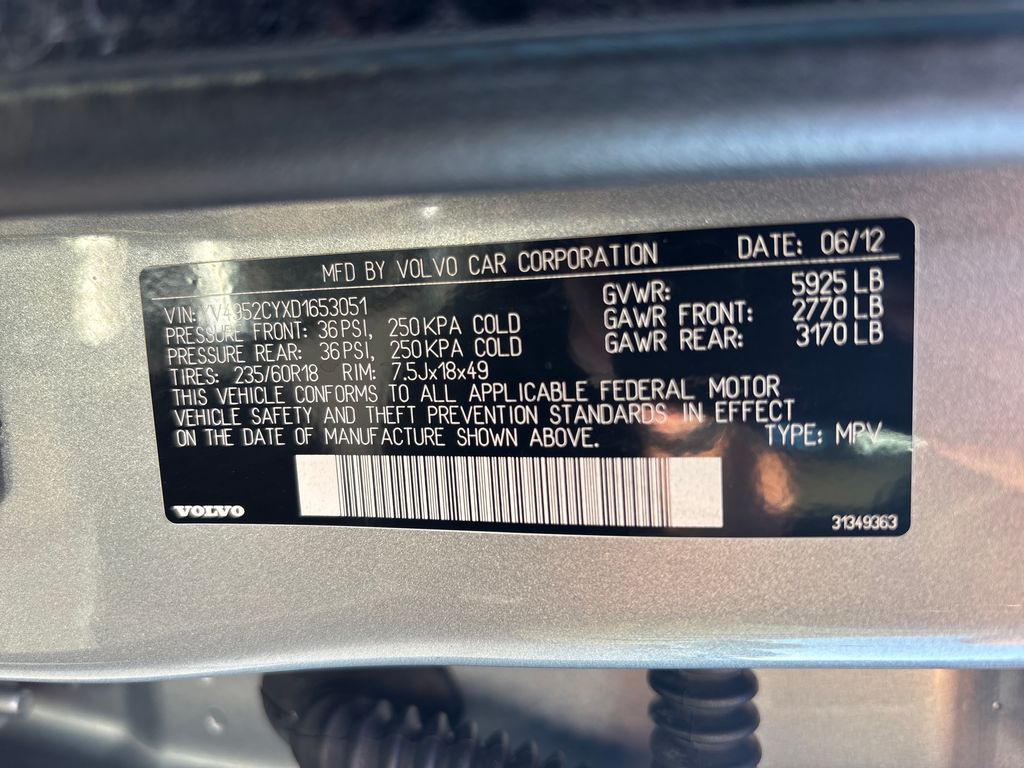 MFD BY VOLVO CAR CORPORATION DATE: 06/12
VIN: YV4952CYXD1653051
PRESSURE FRONT: 36 PSI, 250 KPA COLD
PRESSURE REAR: 36 PSI, 250 KPA COLD
TIRES: 235/60R18 RIM: 7.5Jx18x49
GVWR: 5925 LB
GAWR FRONT: 2770 LB
GAWR REAR: 3170 LB
THIS VEHICLE CONFORMS TO ALL APPLICABLE FEDERAL MOTOR
VEHICLE SAFETY AND THEFT PREVENTION STANDARDS IN EFFECT
ON THE DATE OF MANUFACTURE SHOWN ABOVE. TYPE: MPV
VOLVO
31349363